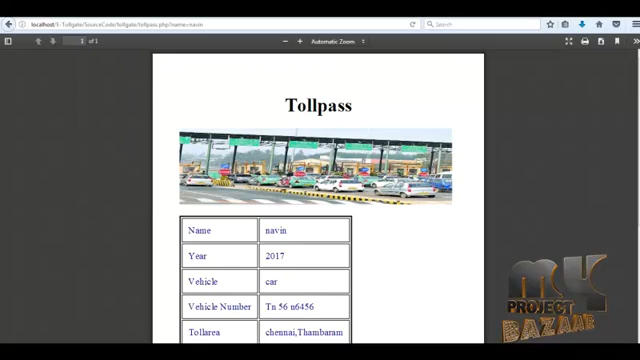 localhost/E-Tollgate/SourceCode/tollgate/tollpass.php?name=navin
Search
1 of 1
Automatic Zoom
Tollpass
Name navin
Year 2017
Vehicle car
Vehicle Number Tn 56 n6456
Tollarea chennai,Thambaram
MY
PROJECT
BAZAAR